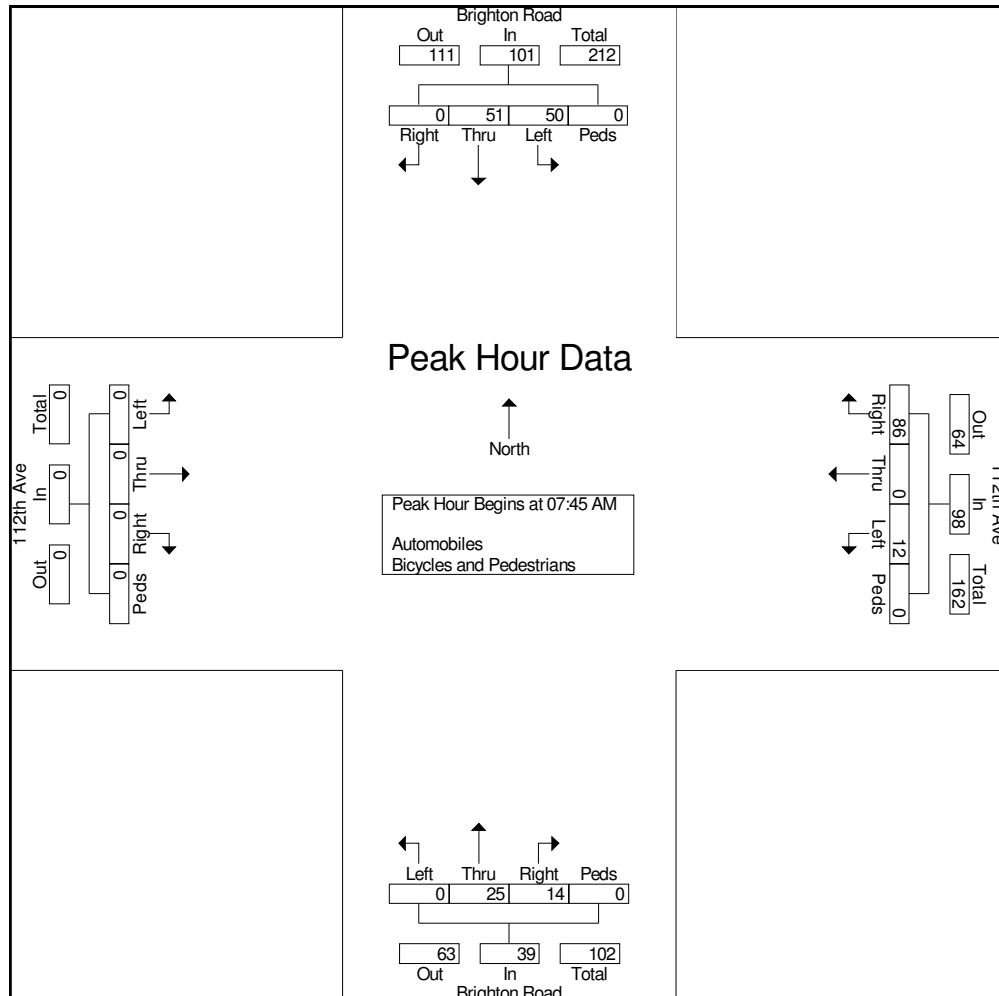 Brighton Road
Out In Total
111 101 212
0 51 50 0
Right Thru Left Peds
Peak Hour Data
North
Peak Hour Begins at 07:45 AM
Automobiles
Bicycles and Pedestrians
112th Ave
Total In Out
0 0 0
0 0 0 0
Left Thru Right Peds
112th Ave
Out In Total
64 98 162
86 0 12 0
Right Thru Left Peds
Left Thru Right Peds
0 25 14 0
63 39 102
Out In Total
Brighton Road